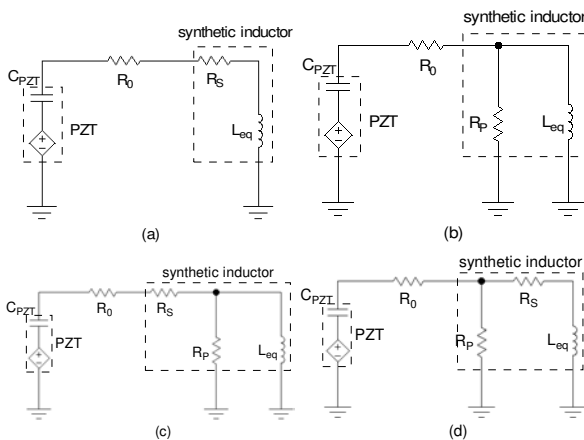 synthetic inductor
C_PZT
R_0
R_S
PZT
L_eq
+
−
(a)
synthetic inductor
C_PZT
R_0
PZT
R_P
L_eq
+
−
(b)
synthetic inductor
C_PZT
R_0
R_S
PZT
R_P
L_eq
+
−
(c)
synthetic inductor
C_PZT
R_0
R_S
PZT
R_P
L_eq
+
−
(d)